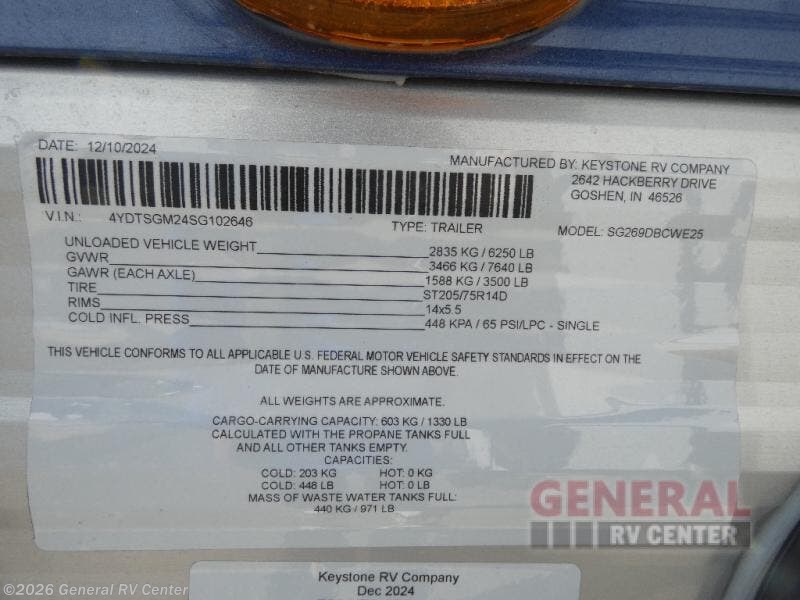 DATE: 12/10/2024
MANUFACTURED BY: KEYSTONE RV COMPANY
2642 HACKBERRY DRIVE
GOSHEN, IN 46526
V.I.N.: 4YDTSGM24SG102646
TYPE: TRAILER
MODEL: SG269DBCWE25
UNLOADED VEHICLE WEIGHT 2835 KG / 6250 LB
GVWR 3466 KG / 7640 LB
GAWR (EACH AXLE) 1588 KG / 3500 LB
TIRE ST205/75R14D
RIMS 14x5.5
COLD INFL. PRESS 448 KPA / 65 PSI/LPC - SINGLE
THIS VEHICLE CONFORMS TO ALL APPLICABLE U.S. FEDERAL MOTOR VEHICLE SAFETY STANDARDS IN EFFECT ON THE
DATE OF MANUFACTURE SHOWN ABOVE.
ALL WEIGHTS ARE APPROXIMATE.
CARGO-CARRYING CAPACITY: 603 KG / 1330 LB
CALCULATED WITH THE PROPANE TANKS FULL
AND ALL OTHER TANKS EMPTY.
CAPACITIES:
COLD: 203 KG HOT: 0 KG
COLD: 448 LB HOT: 0 LB
MASS OF WASTE WATER TANKS FULL:
440 KG / 971 LB
GENERAL
RV CENTER
Keystone RV Company
Dec 2024
©2026 General RV Center